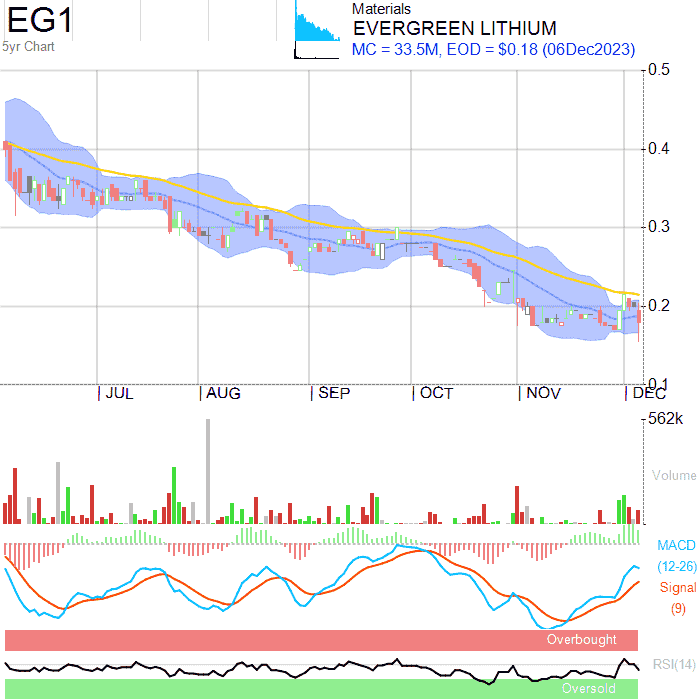 EG1
5yr Chart
Materials
EVERGREEN LITHIUM
MC = 33.5M, EOD = $0.18 (06Dec2023)
0.5
0.4
0.3
0.2
0.1
JUL AUG SEP OCT NOV DEC
562k
Volume
MACD
(12-26)
Signal
(9)
Overbought
RSI(14)
Oversold